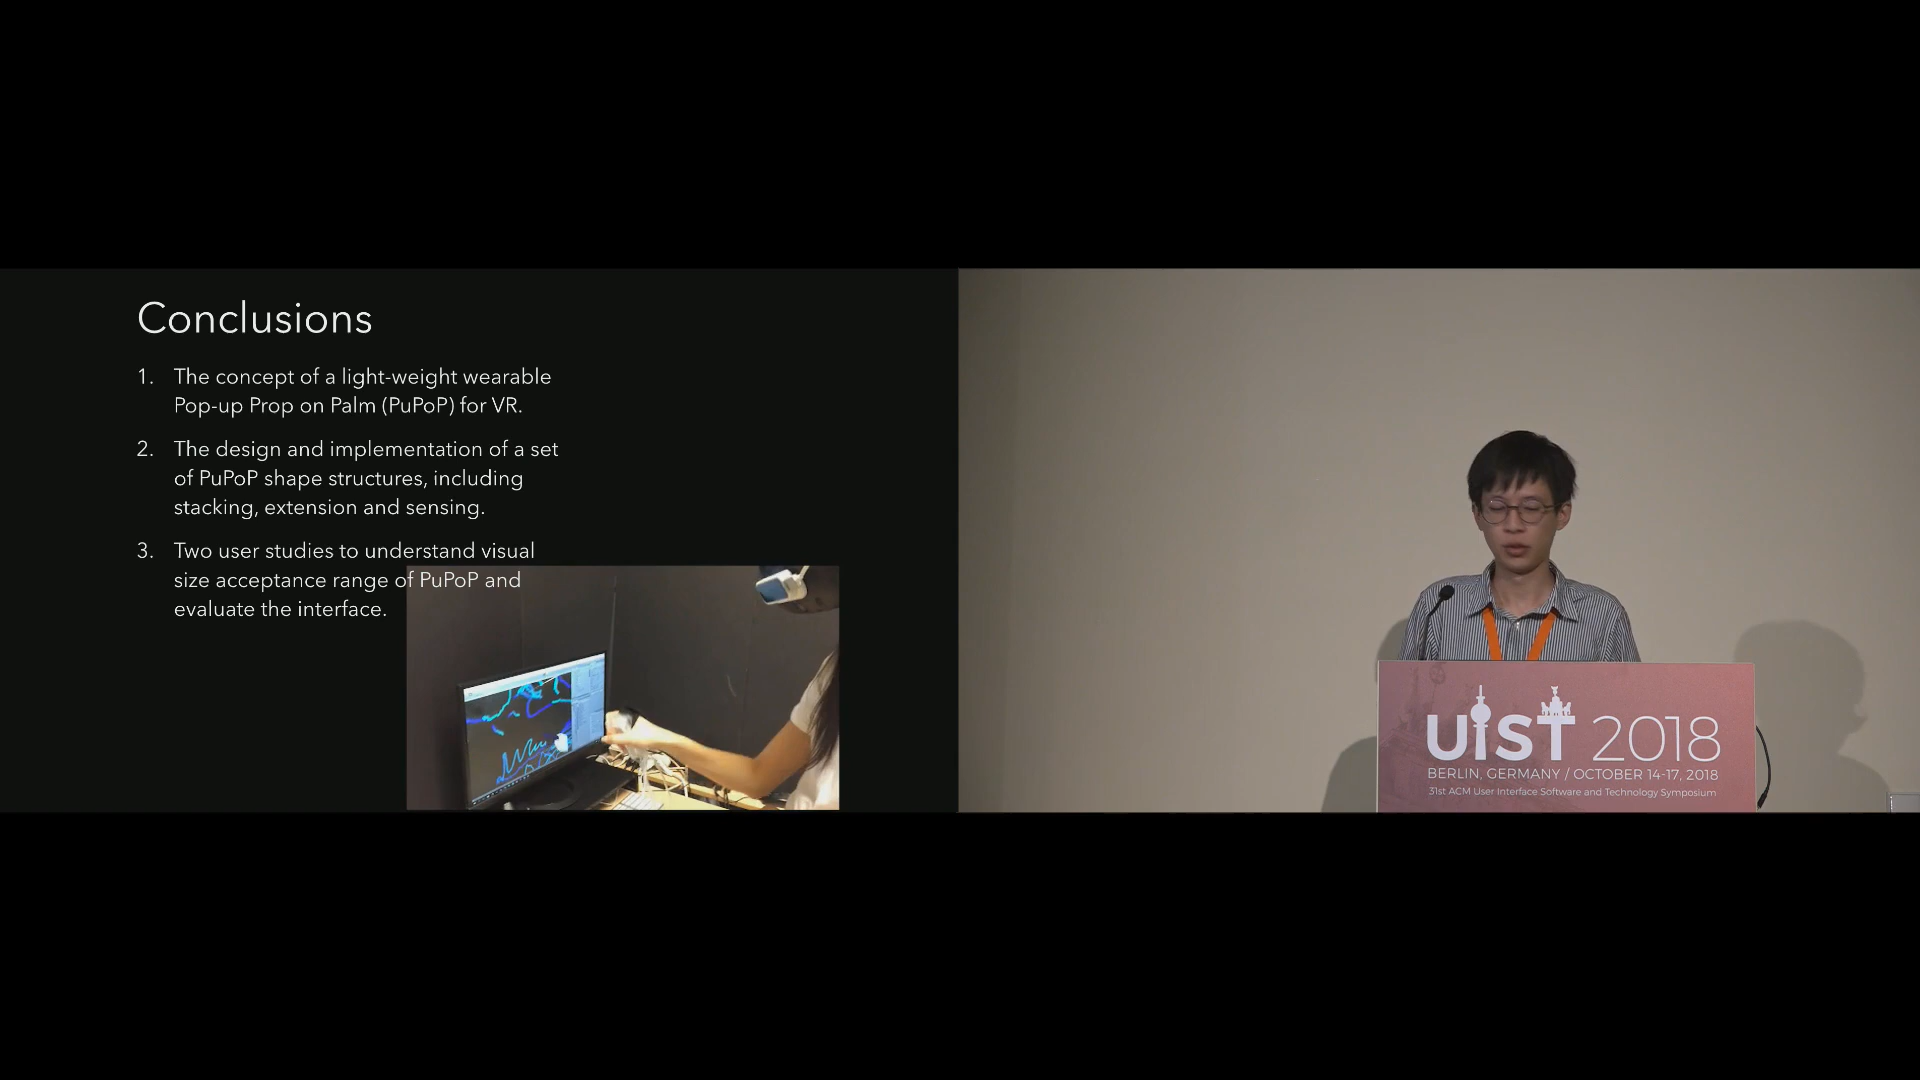 Conclusions
1. The concept of a light-weight wearable
Pop-up Prop on Palm (PuPoP) for VR.
2. The design and implementation of a set
of PuPoP shape structures, including
stacking, extension and sensing.
3. Two user studies to understand visual
size acceptance range of PuPoP and
evaluate the interface.
UIST 2018
BERLIN, GERMANY / OCTOBER 14-17, 2018
31st ACM User Interface Software and Technology Symposium